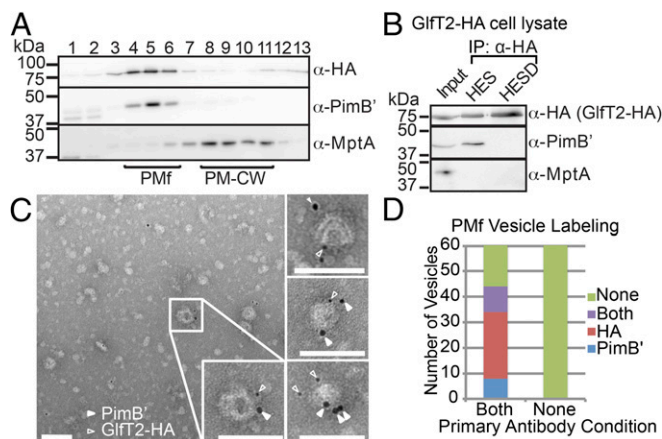 A
kDa 1 2 3 4 5 6 7 8 9 10 11 12 13
100
75
α-HA
50
37
α-PimB'
50
37
α-MptA
PMf PM-CW
B GlfT2-HA cell lysate
IP: α-HA
Input HES HESD
kDa
75
α-HA (GlfT2-HA)
50
37
α-PimB'
50
37
α-MptA
C
PimB'
GlfT2-HA
D
PMf Vesicle Labeling
Number of Vesicles
60
50
40
30
20
10
0
None
Both
HA
PimB'
Both None
Primary Antibody Condition